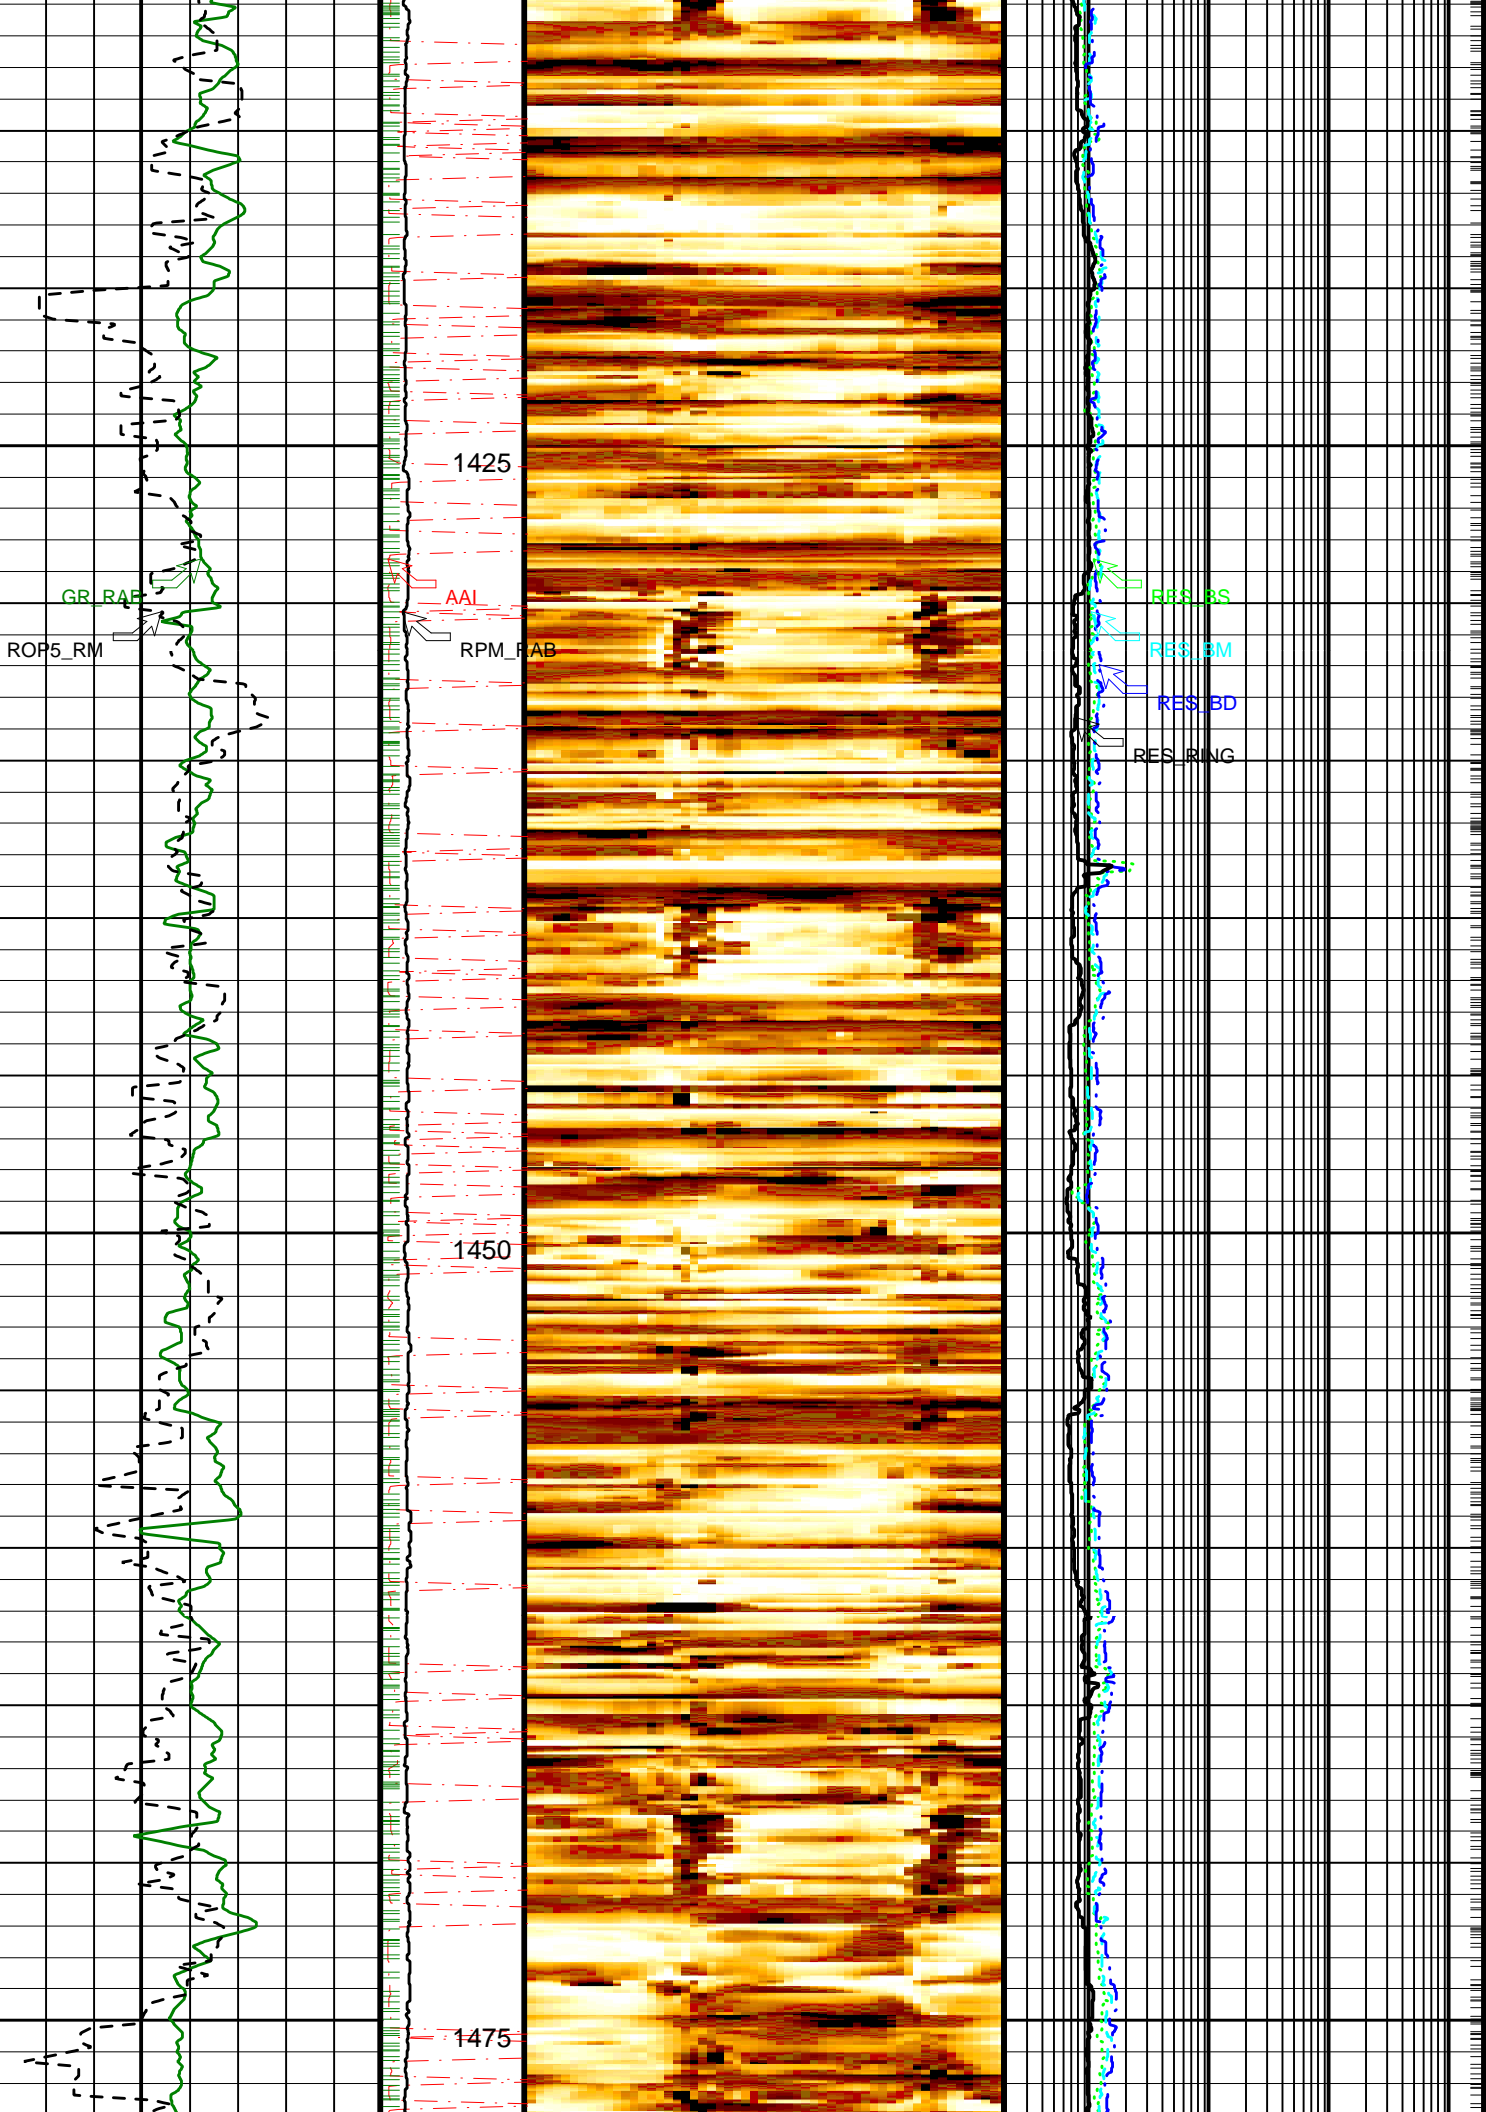 1425
GR_RAB
AAI
RES_BS
ROP5_RM
RPM_RAB
RES_BM
RES_BD
RES_RING
1450
1475